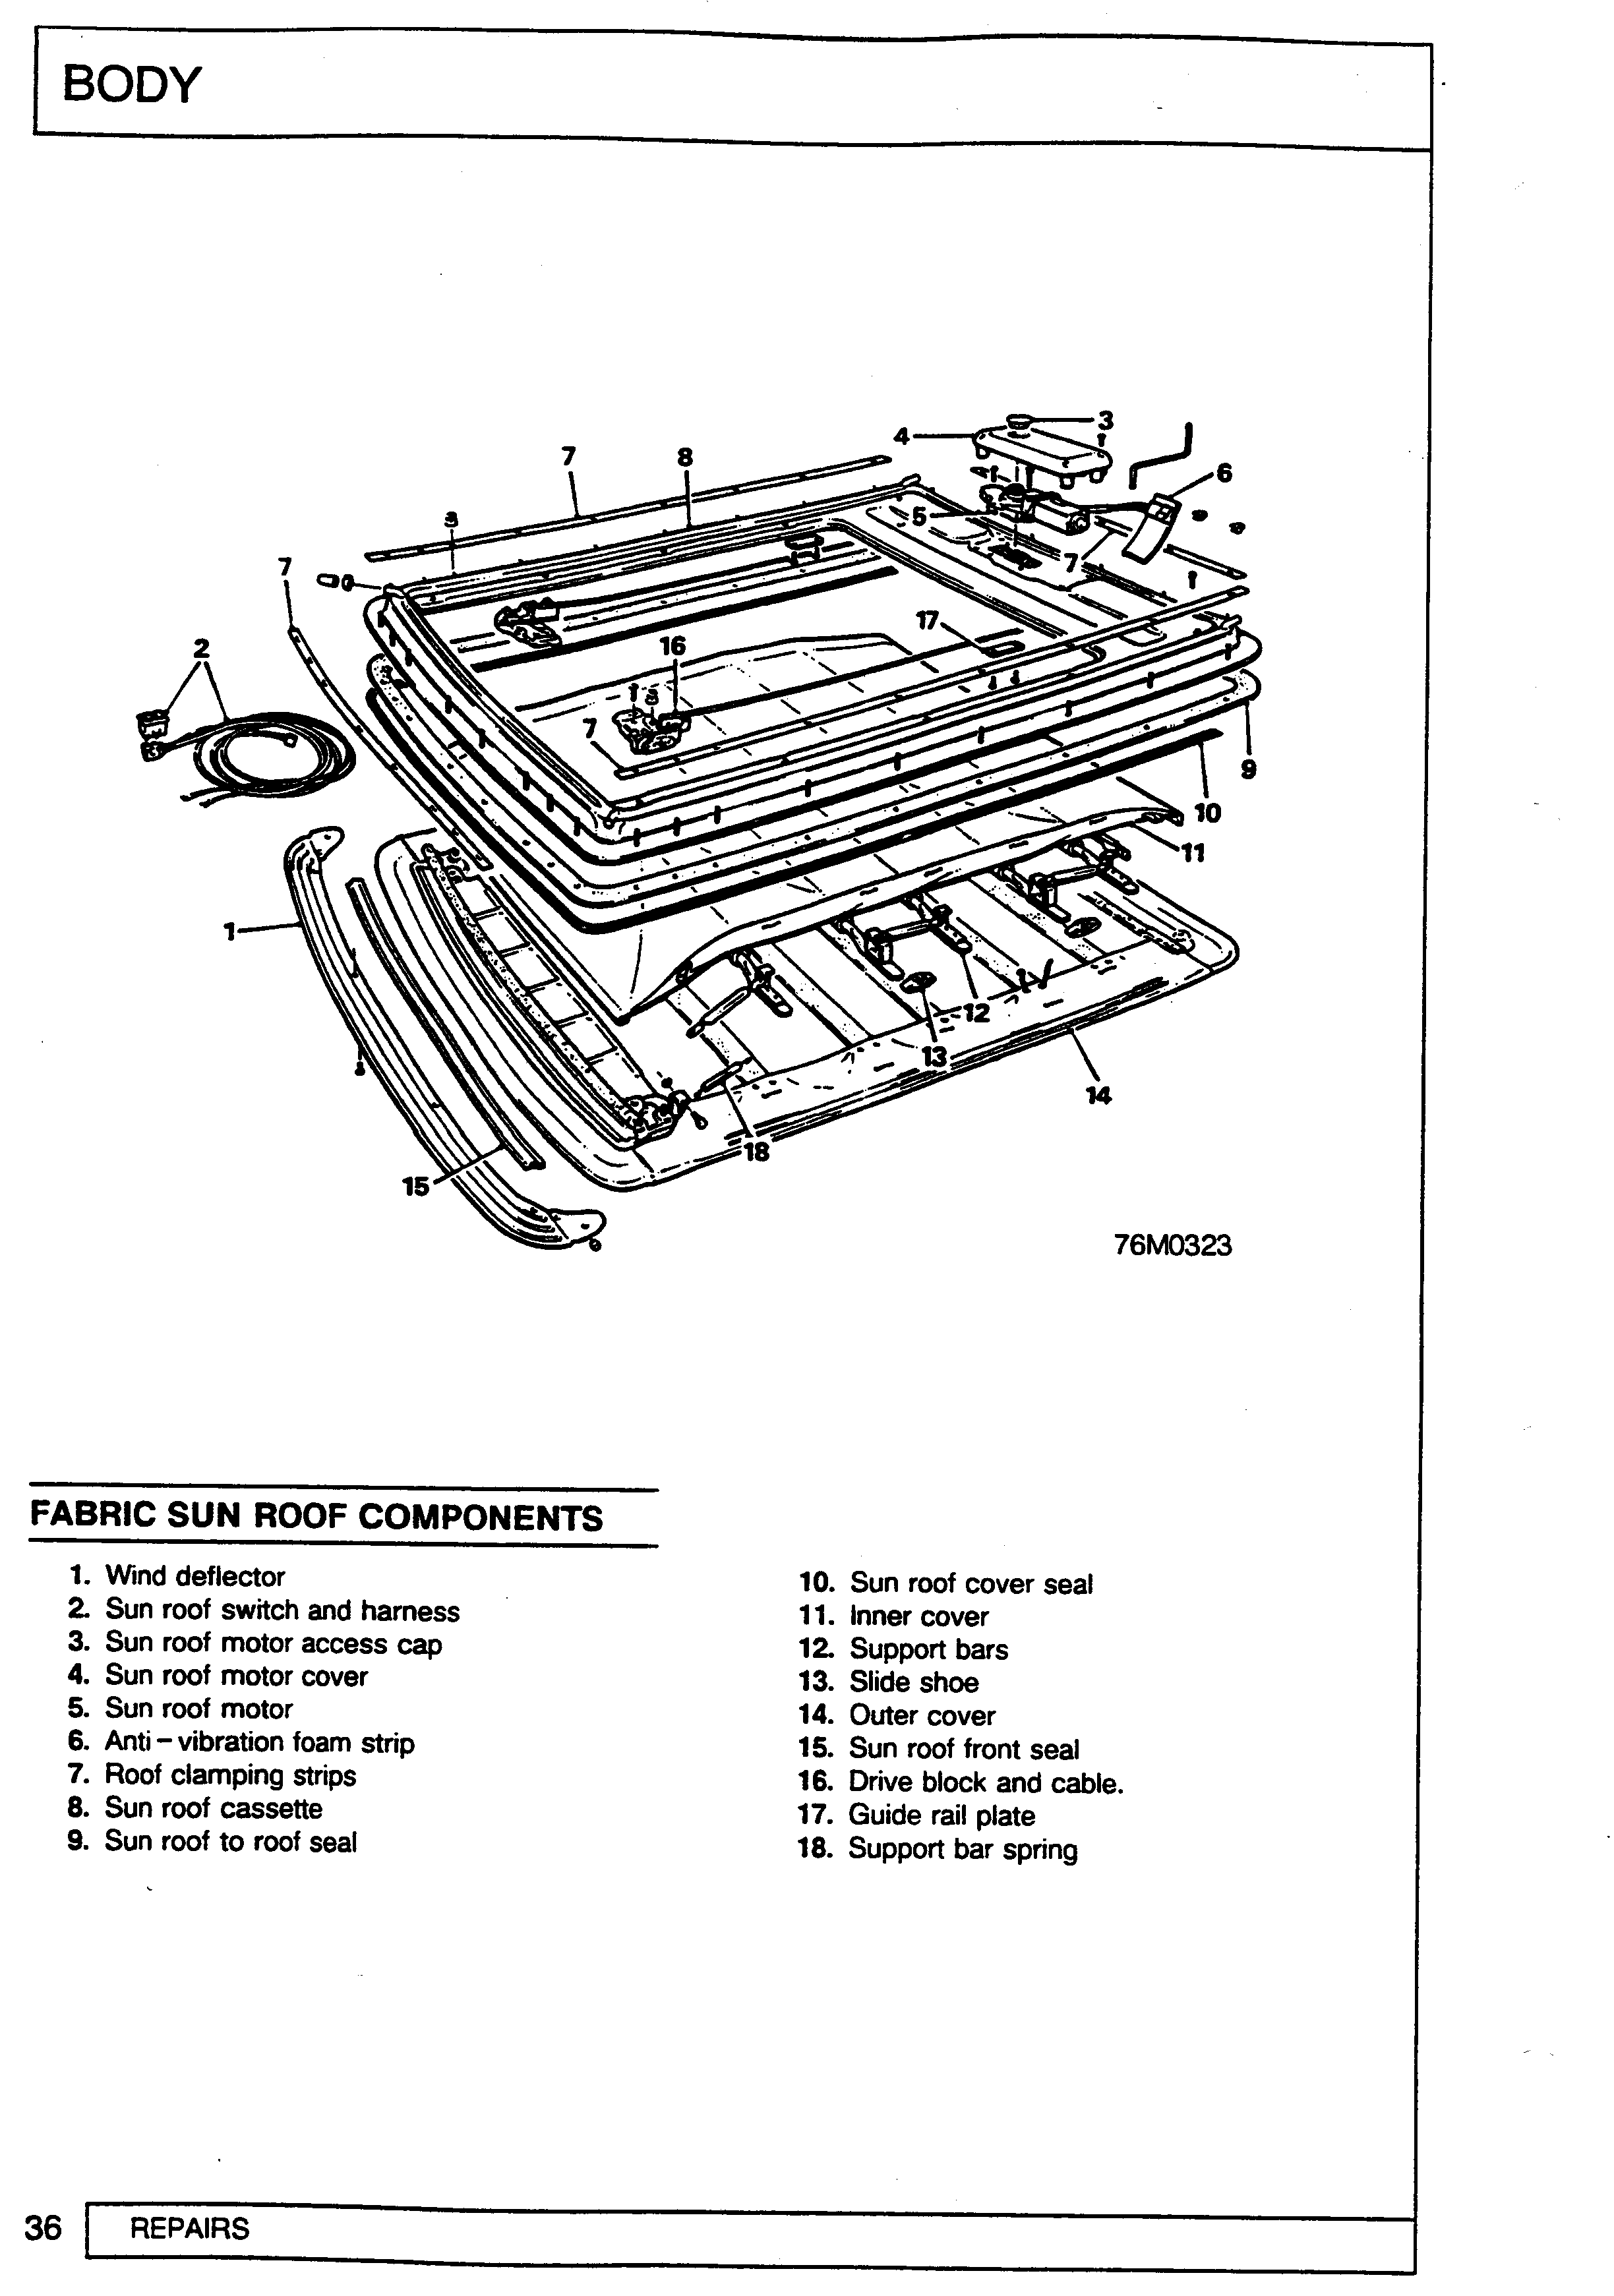 BODY
3
4
7
8
6
3
5
7
7
17
2
16
7
9
10
11
1
12
13
14
18
15
76M0323
FABRIC SUN ROOF COMPONENTS
1. Wind deflector
2. Sun roof switch and harness
3. Sun roof motor access cap
4. Sun roof motor cover
5. Sun roof motor
6. Anti – vibration foam strip
7. Roof clamping strips
8. Sun roof cassette
9. Sun roof to roof seal
10. Sun roof cover seal
11. Inner cover
12. Support bars
13. Slide shoe
14. Outer cover
15. Sun roof front seal
16. Drive block and cable.
17. Guide rail plate
18. Support bar spring
36
REPAIRS